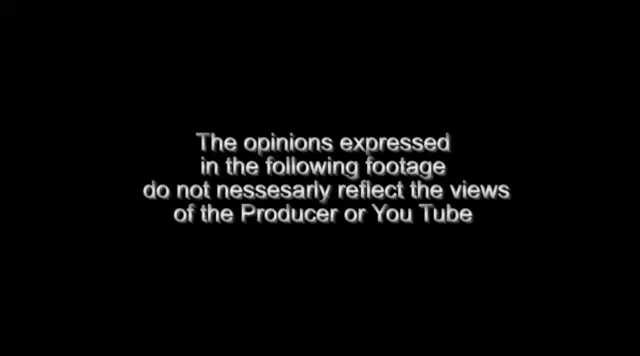 The opinions expressed
in the following footage
do not nessesarly reflect the views
of the Producer or You Tube